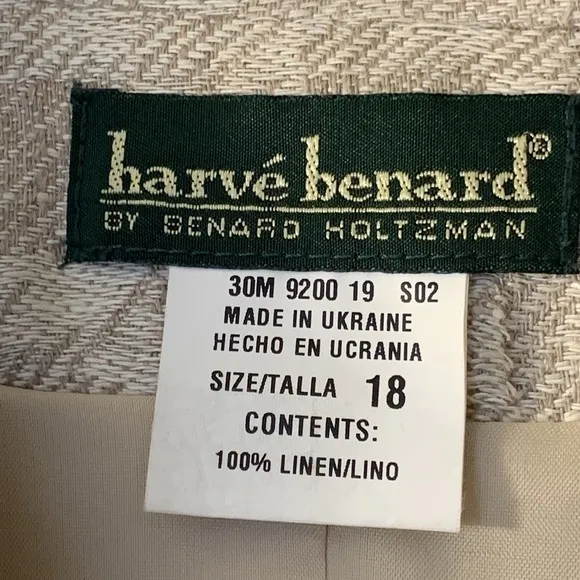 harvé benard®
BY BENARD HOLTZMAN
30M 9200 19 S02
MADE IN UKRAINE
HECHO EN UCRANIA
SIZE/TALLA 18
CONTENTS:
100% LINEN/LINO